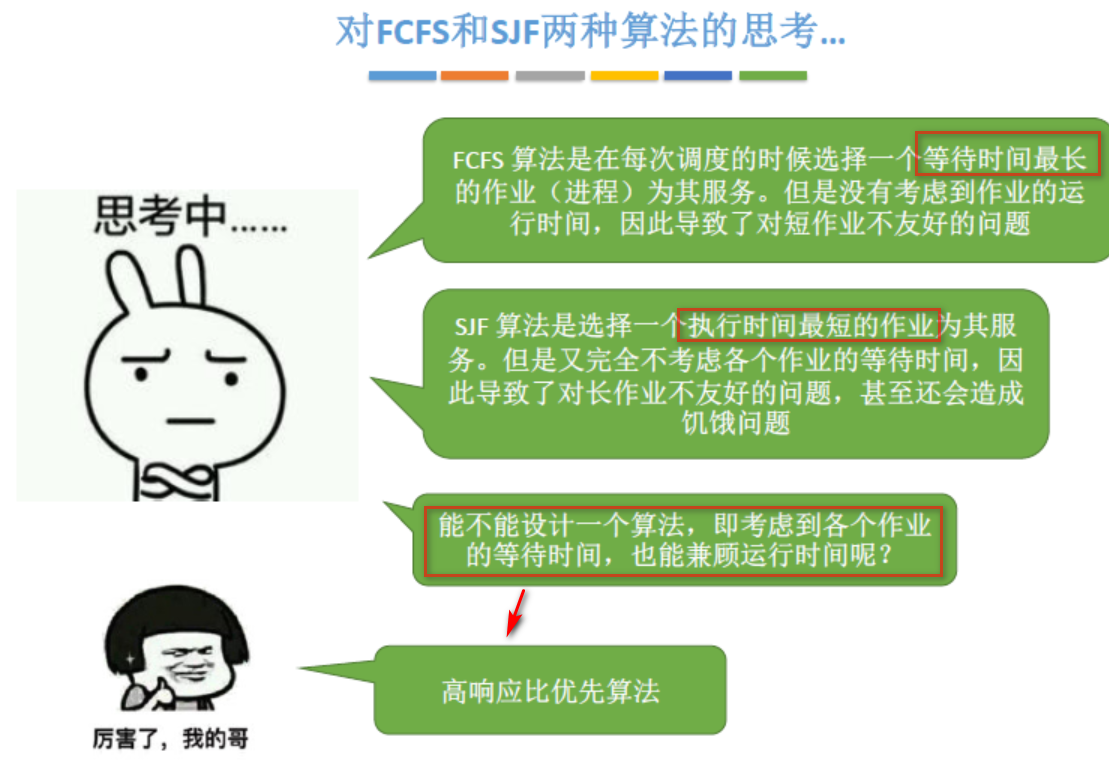 对FCFS和SJF两种算法的思考...
FCFS 算法是在每次调度的时候选择一个等待时间最长
的作业（进程）为其服务。但是没有考虑到作业的运
行时间，因此导致了对短作业不友好的问题
思考中......
SJF 算法是选择一个执行时间最短的作业为其服
务。但是又完全不考虑各个作业的等待时间，因
此导致了对长作业不友好的问题，甚至还会造成
饥饿问题
能不能设计一个算法，即考虑到各个作业
的等待时间，也能兼顾运行时间呢？
高响应比优先算法
厉害了，我的哥